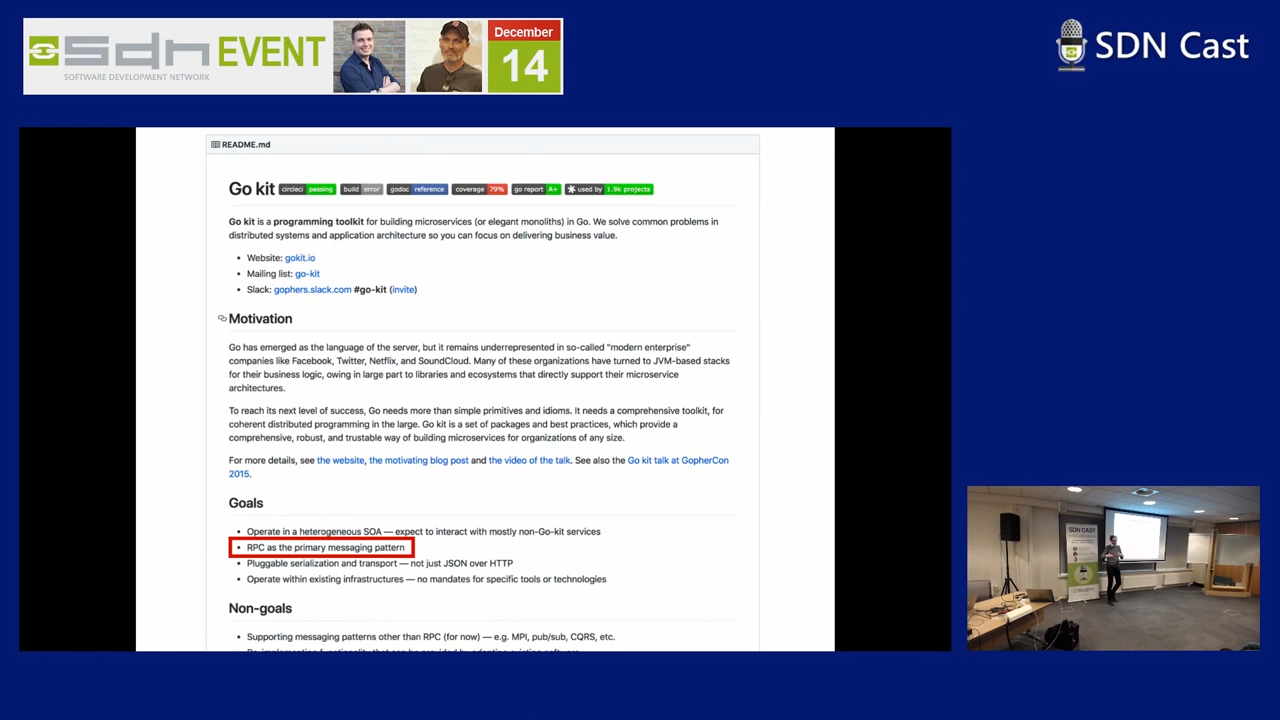 sdn EVENT
SOFTWARE DEVELOPMENT NETWORK
December
14
SDN Cast
README.md
Go kit circleci passing build error godoc reference coverage 79% go report A+ used by 1.9k projects
Go kit is a programming toolkit for building microservices (or elegant monoliths) in Go. We solve common problems in
distributed systems and application architecture so you can focus on delivering business value.
• Website: gokit.io
• Mailing list: go-kit
• Slack: gophers.slack.com #go-kit (invite)
Motivation
Go has emerged as the language of the server, but it remains underrepresented in so-called "modern enterprise"
companies like Facebook, Twitter, Netflix, and SoundCloud. Many of these organizations have turned to JVM-based stacks
for their business logic, owing in large part to libraries and ecosystems that directly support their microservice
architectures.
To reach its next level of success, Go needs more than simple primitives and idioms. It needs a comprehensive toolkit, for
coherent distributed programming in the large. Go kit is a set of packages and best practices, which provide a
comprehensive, robust, and trustable way of building microservices for organizations of any size.
For more details, see the website, the motivating blog post and the video of the talk. See also the Go kit talk at GopherCon
2015.
Goals
• Operate in a heterogeneous SOA — expect to interact with mostly non-Go-kit services
• RPC as the primary messaging pattern
• Pluggable serialization and transport — not just JSON over HTTP
• Operate within existing infrastructures — no mandates for specific tools or technologies
Non-goals
• Supporting messaging patterns other than RPC (for now) — e.g. MPI, pub/sub, CQRS, etc.
SDN CAST